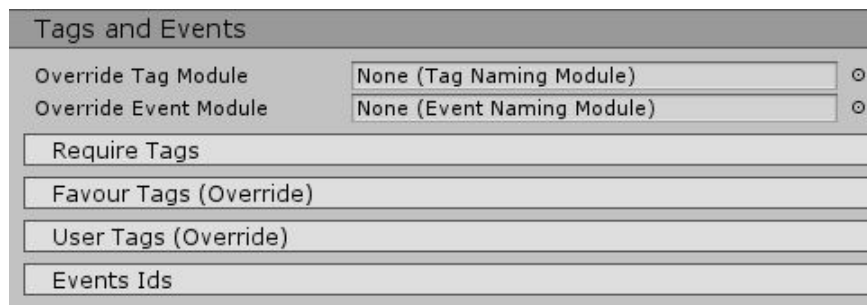 Tags and Events
Override Tag Module None (Tag Naming Module)
Override Event Module None (Event Naming Module)
Require Tags
Favour Tags (Override)
User Tags (Override)
Events Ids